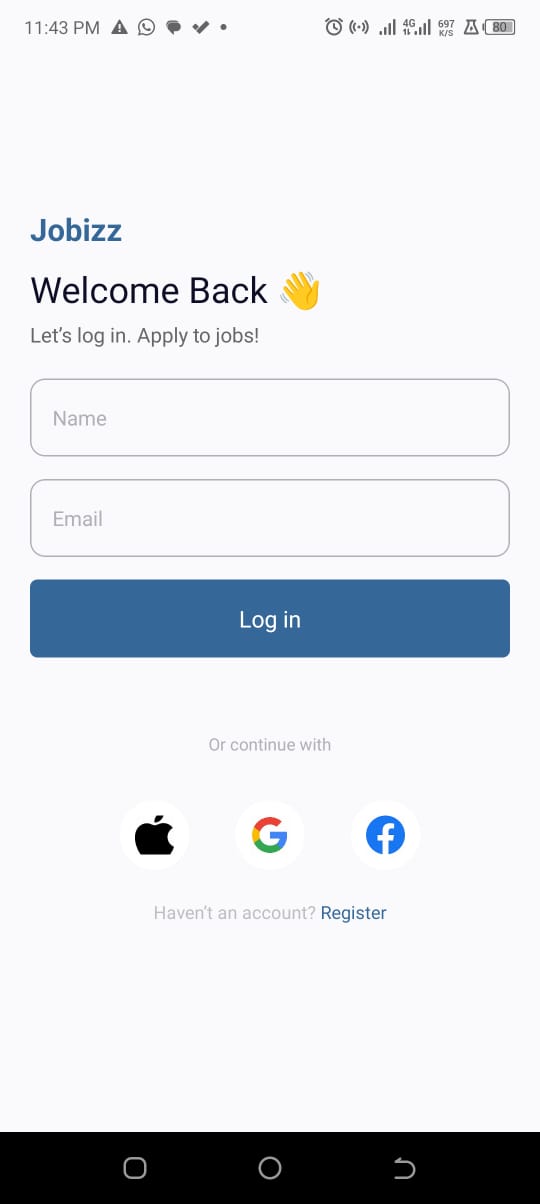 11:43 PM 4G 697 K/S 80
Jobizz
Welcome Back 👋
Let’s log in. Apply to jobs!
Name
Email
Log in
Or continue with
Haven’t an account? Register